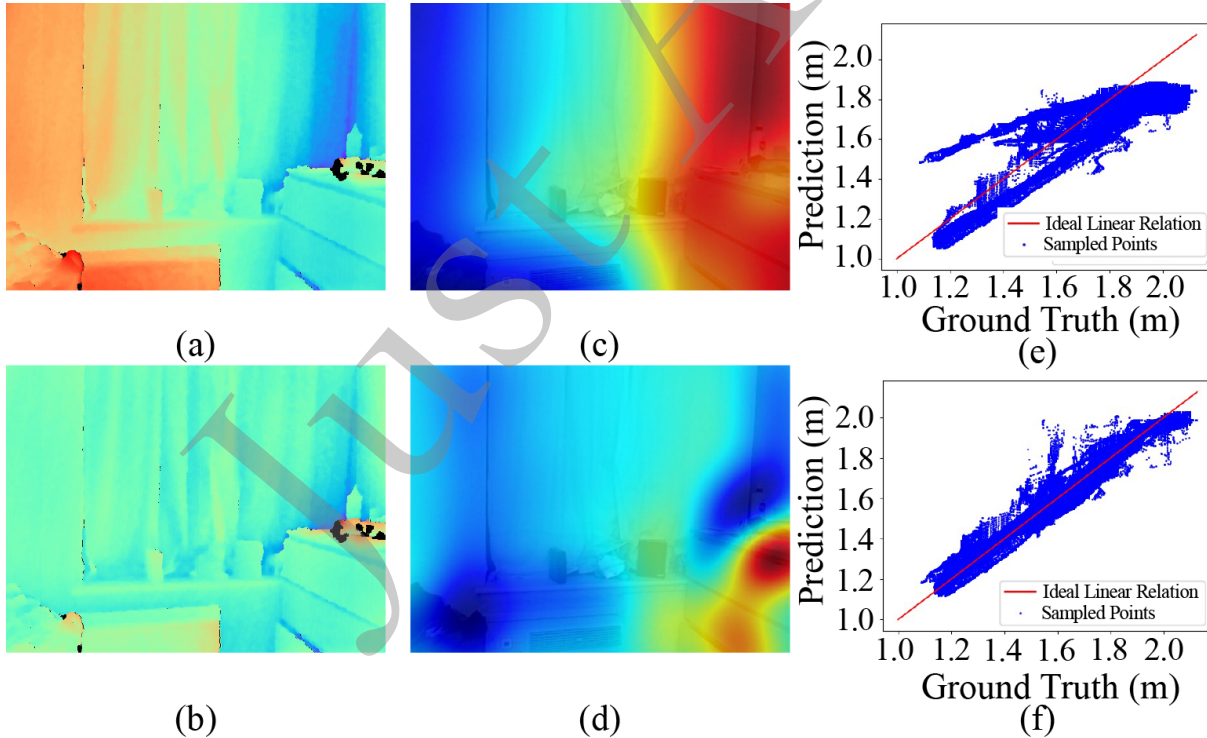 Just A
2.0
1.8
1.6
1.4
1.2
1.0
Prediction (m)
Ideal Linear Relation
Sampled Points
1.0 1.2 1.4 1.6 1.8 2.0
Ground Truth (m)
(a) (c) (e)
2.0
1.8
1.6
1.4
1.2
1.0
Prediction (m)
Ideal Linear Relation
Sampled Points
1.0 1.2 1.4 1.6 1.8 2.0
Ground Truth (m)
(b) (d) (f)